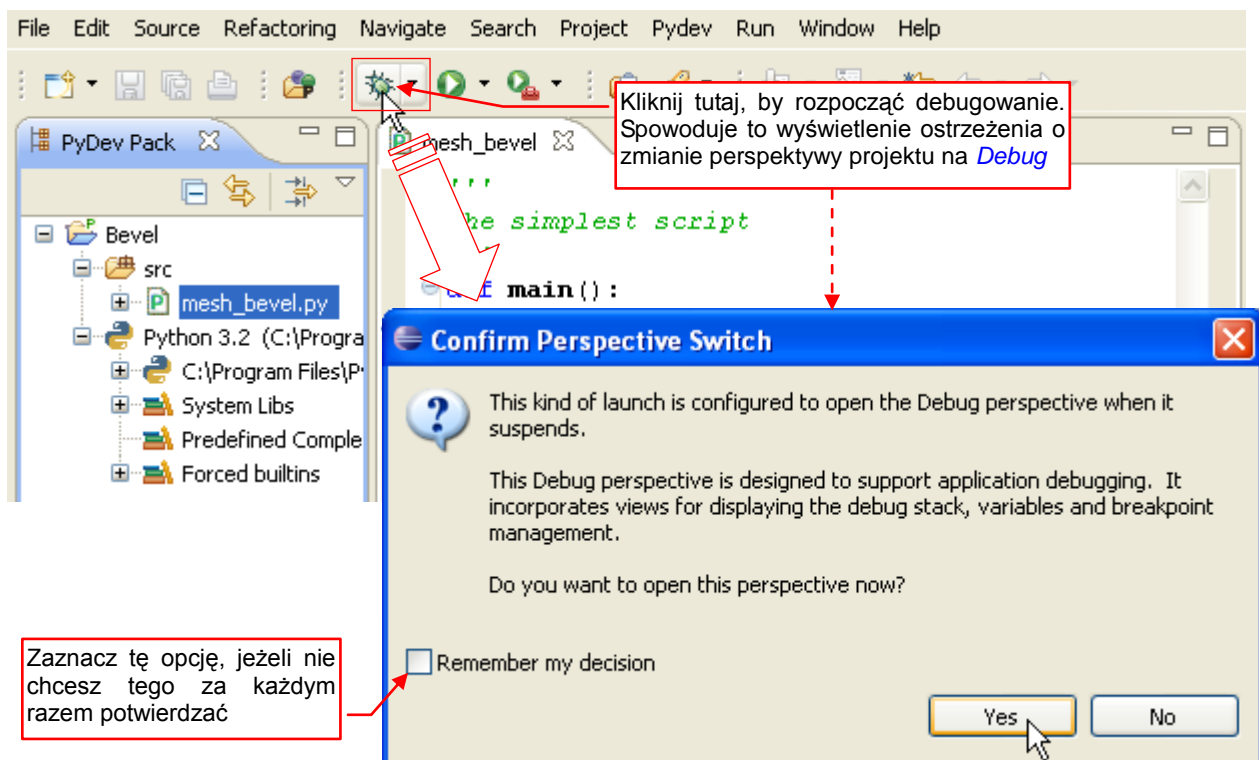 File Edit Source Refactoring Navigate Search Project Pydev Run Window Help
Kliknij tutaj, by rozpocząć debugowanie.
Spowoduje to wyświetlenie ostrzeżenia o
zmianie perspektywy projektu na Debug
PyDev Pack
mesh_bevel
'''
he simplest script
Bevel
src
mesh_bevel.py
Python 3.2 (C:\Progra
C:\Program Files\P
System Libs
Predefined Comple
Forced builtins
def main():
Confirm Perspective Switch
This kind of launch is configured to open the Debug perspective when it
suspends.
This Debug perspective is designed to support application debugging. It
incorporates views for displaying the debug stack, variables and breakpoint
management.
Do you want to open this perspective now?
Zaznacz tę opcję, jeżeli nie
chcesz tego za każdym
razem potwierdzać
Remember my decision
Yes
No